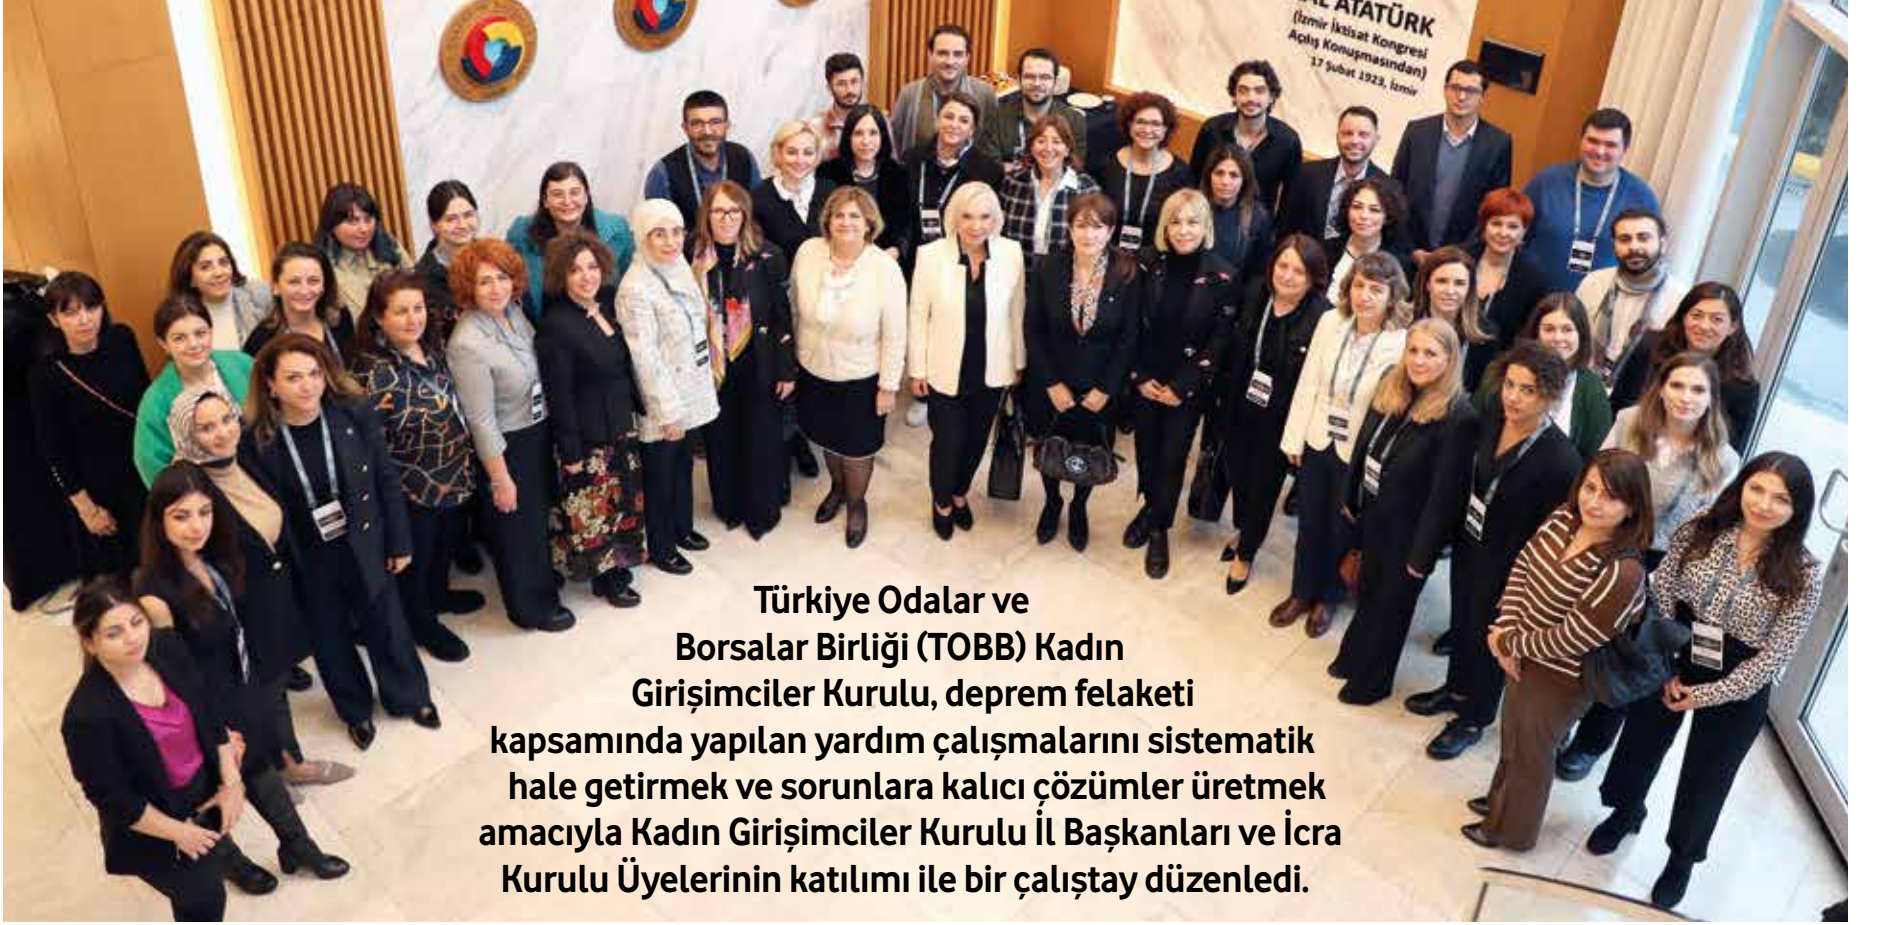 AL ATATÜRK
(İzmir İktisat Kongresi
Açılış Konuşmasından)
17 Şubat 1923, İzmir
Türkiye Odalar ve
Borsalar Birliği (TOBB) Kadın
Girişimciler Kurulu, deprem felaketi
kapsamında yapılan yardım çalışmalarını sistematik
hale getirmek ve sorunlara kalıcı çözümler üretmek
amacıyla Kadın Girişimciler Kurulu İl Başkanları ve İcra
Kurulu Üyelerinin katılımı ile bir çalıştay düzenledi.